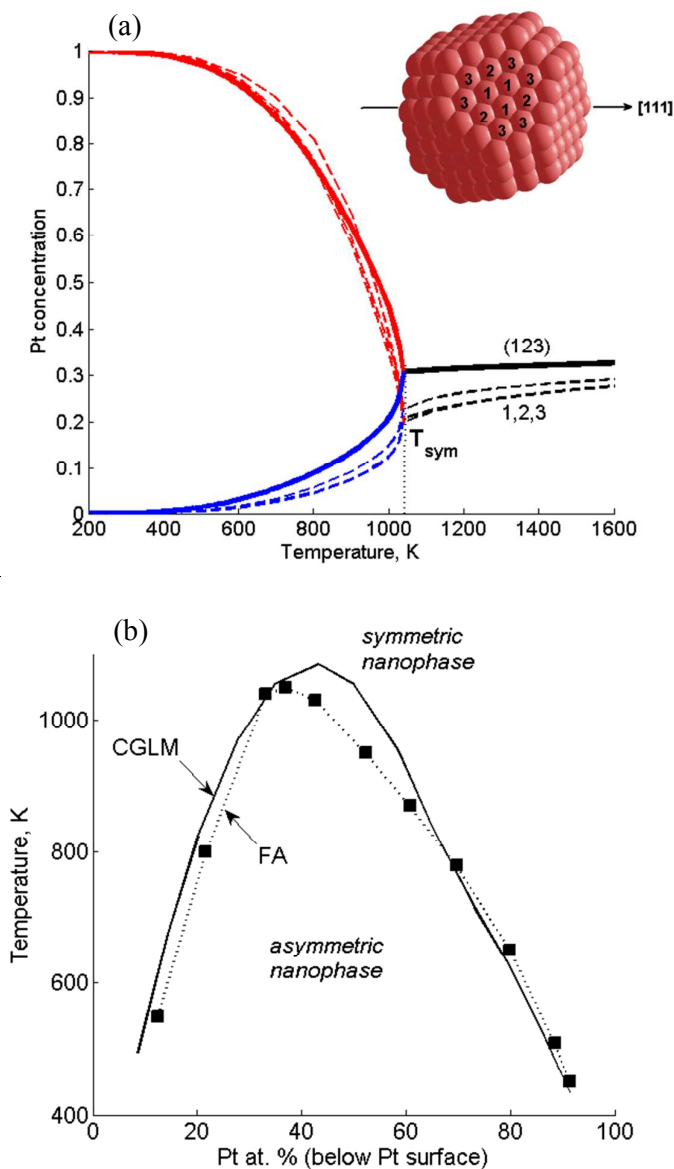 (a)
1
0.9
0.8
0.7
0.6
0.5
0.4
0.3
0.2
0.1
0
Pt concentration
200 400 600 800 1000 1200 1400 1600
Temperature, K
3
2 3
3 1 1 3
3 1 2
2 3
3
[111]
(123)
1,2,3
T sym
(b)
symmetric
nanophase
CGLM
FA
asymmetric
nanophase
1000
800
600
400
Temperature, K
0 20 40 60 80 100
Pt at. % (below Pt surface)